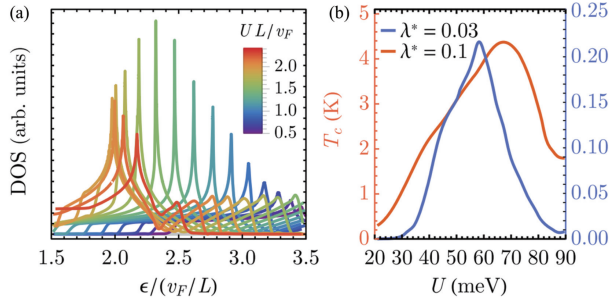 (a)
U L/v_F
2.0
1.5
1.0
0.5
DOS (arb. units)
1.5 2.0 2.5 3.0 3.5
ϵ/(v_F/L)
(b)
λ* = 0.03
λ* = 0.1
5
4
3
2
1
0
T_c (K)
0.25
0.20
0.15
0.10
0.05
0.00
20 30 40 50 60 70 80 90
U (meV)